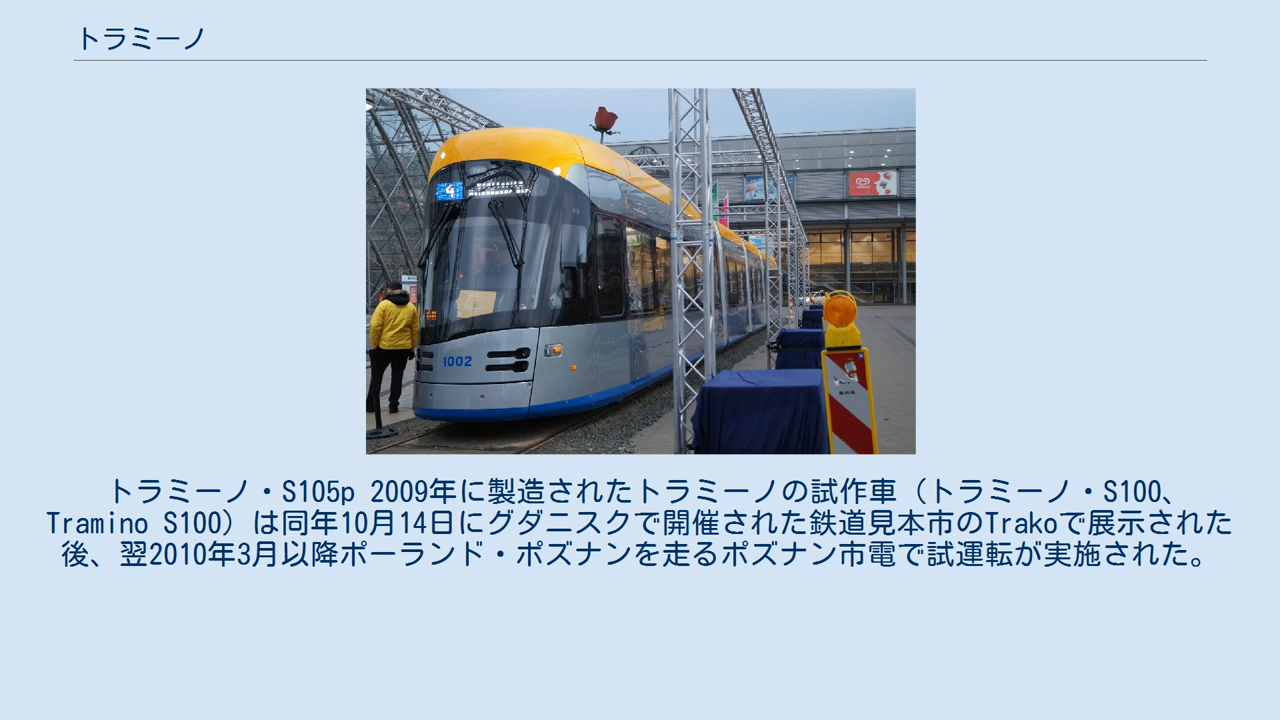 トラミーノ
4
1002
トラミーノ・S105p 2009年に製造されたトラミーノの試作車（トラミーノ・S100、
Tramino S100）は同年10月14日にグダニスクで開催された鉄道見本市のTrakoで展示された
後、翌2010年3月以降ポーランド・ポズナンを走るポズナン市電で試運転が実施された。